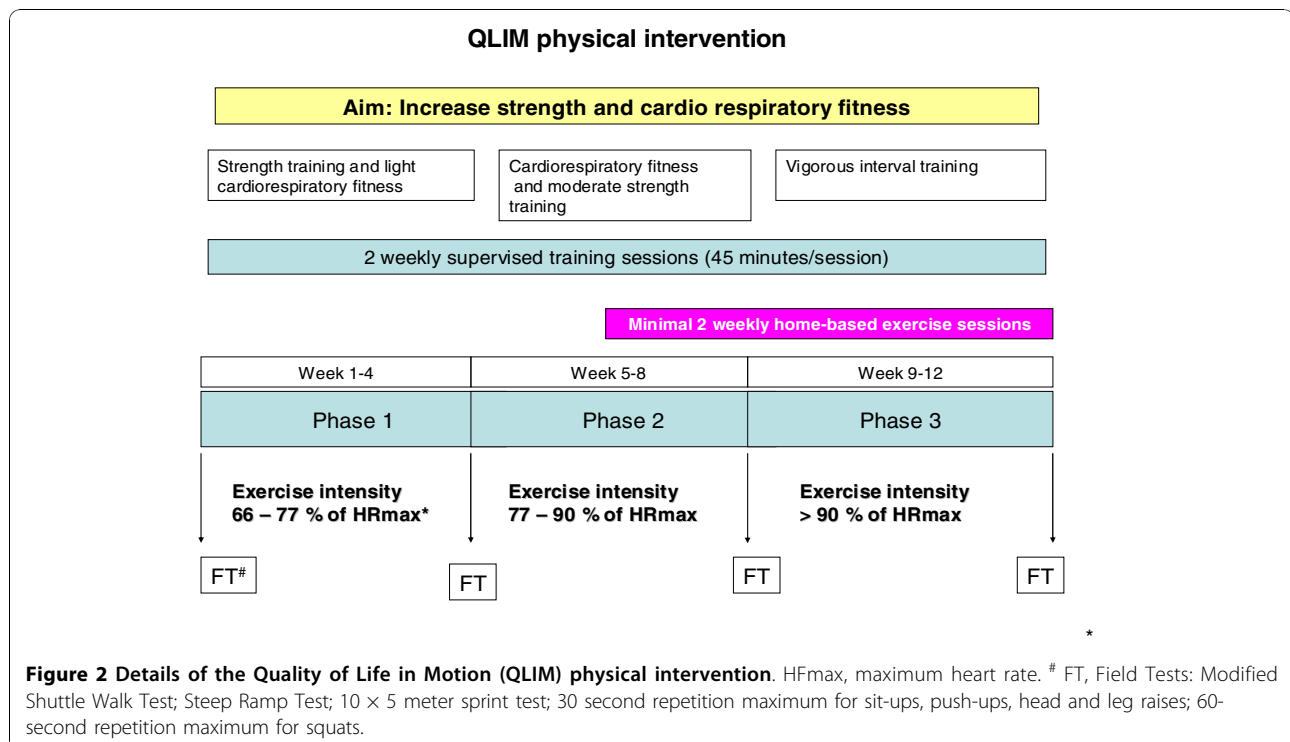 QLIM physical intervention
Aim: Increase strength and cardio respiratory fitness
Strength training and light
cardiorespiratory fitness
Cardiorespiratory fitness
and moderate strength
training
Vigorous interval training
2 weekly supervised training sessions (45 minutes/session)
Minimal 2 weekly home-based exercise sessions
Week 1-4
Week 5-8
Week 9-12
Phase 1
Phase 2
Phase 3
Exercise intensity
66 – 77 % of HRmax*
Exercise intensity
77 – 90 % of HRmax
Exercise intensity
> 90 % of HRmax
FT#
FT
FT
FT
*
Figure 2 Details of the Quality of Life in Motion (QLIM) physical intervention. HFmax, maximum heart rate. # FT, Field Tests: Modified
Shuttle Walk Test; Steep Ramp Test; 10 × 5 meter sprint test; 30 second repetition maximum for sit-ups, push-ups, head and leg raises; 60-
second repetition maximum for squats.